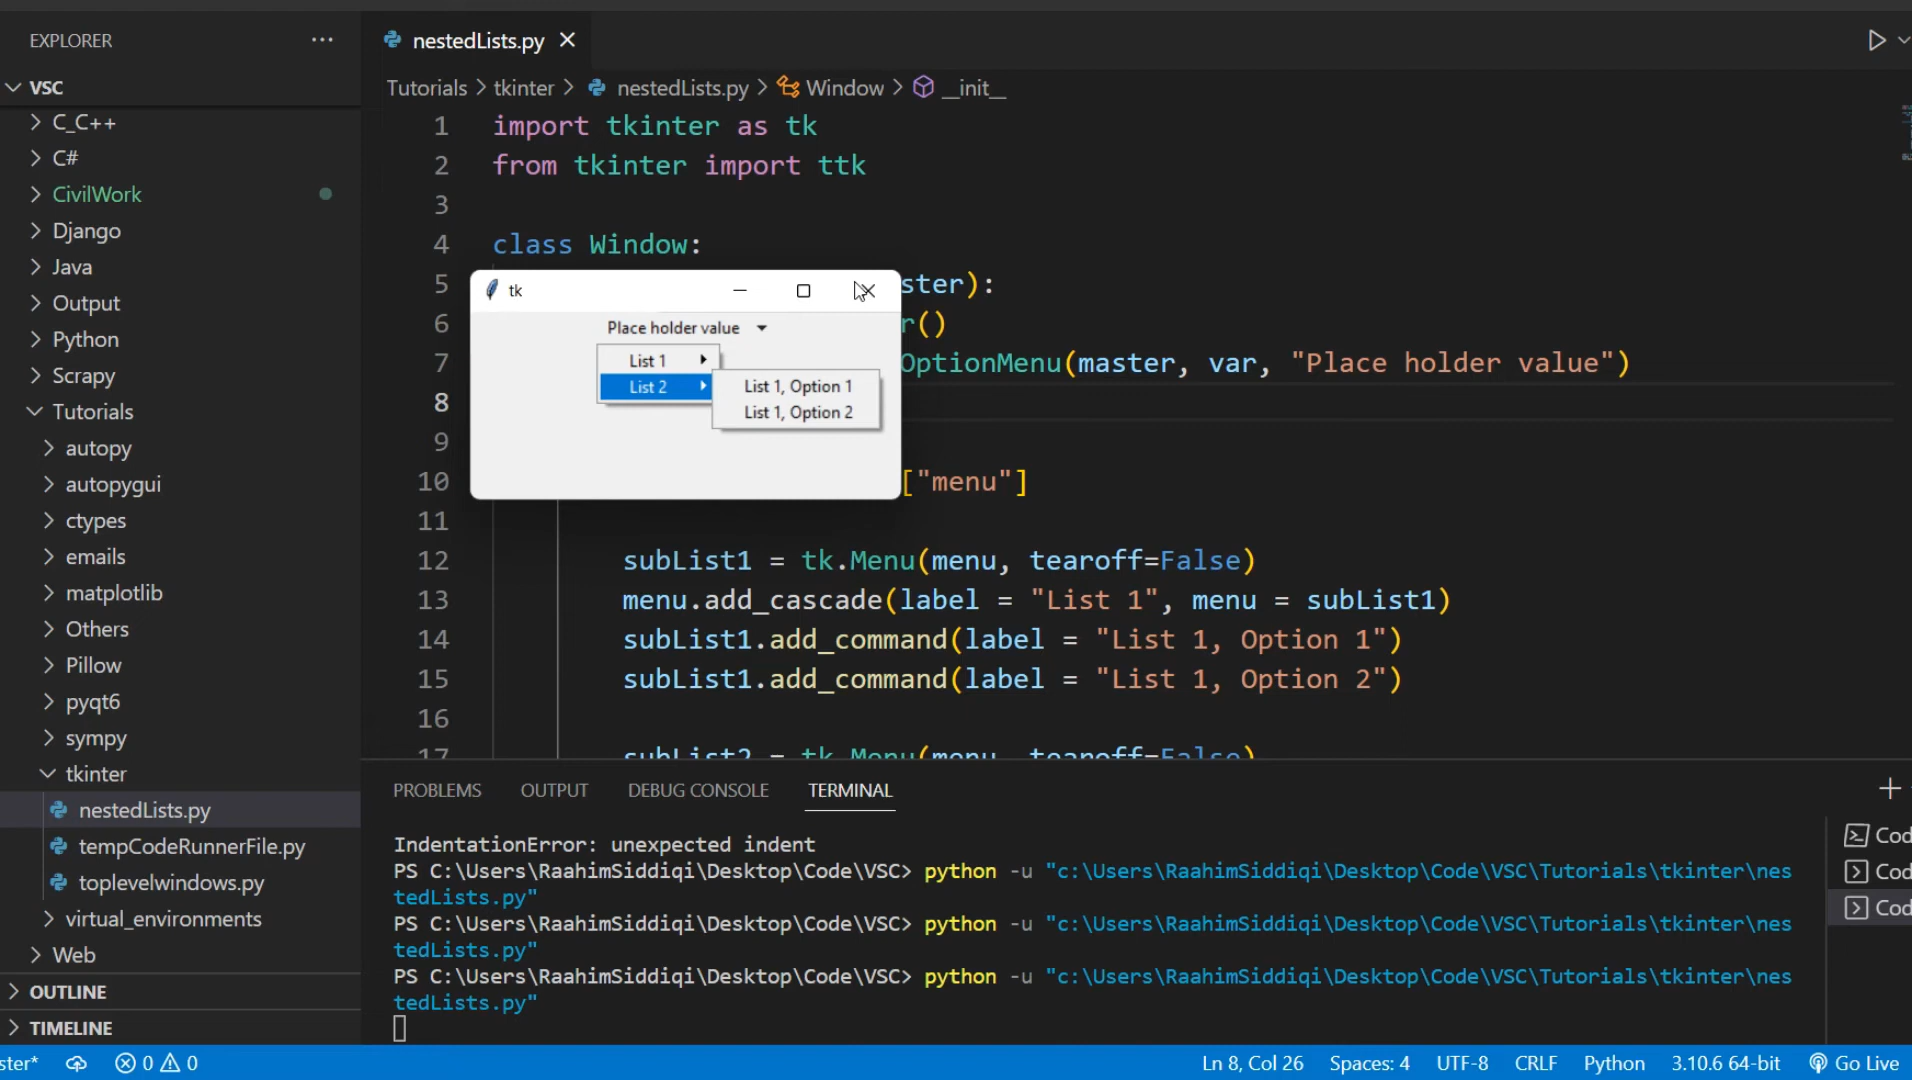 EXPLORER
VSC
C_C++
C#
CivilWork
Django
Java
Output
Python
Scrapy
Tutorials
autopy
autopygui
ctypes
emails
matplotlib
Others
Pillow
pyqt6
sympy
tkinter
nestedLists.py
tempCodeRunnerFile.py
toplevelwindows.py
virtual_environments
Web
OUTLINE
TIMELINE
nestedLists.py
Tutorials > tkinter > nestedLists.py > Window > __init__
1 import tkinter as tk
2 from tkinter import ttk
3
4 class Window:
5 ster):
6 r()
7 OptionMenu(master, var, "Place holder value")
8
9
10 ["menu"]
11
12 subList1 = tk.Menu(menu, tearoff=False)
13 menu.add_cascade(label = "List 1", menu = subList1)
14 subList1.add_command(label = "List 1, Option 1")
15 subList1.add_command(label = "List 1, Option 2")
16
17 subList2 = tk.Menu(menu, tearoff=False)
tk
Place holder value
List 1
List 2
List 1, Option 1
List 1, Option 2
PROBLEMS OUTPUT DEBUG CONSOLE TERMINAL
IndentationError: unexpected indent
PS C:\Users\RaahimSiddiqi\Desktop\Code\VSC> python -u "c:\Users\RaahimSiddiqi\Desktop\Code\VSC\Tutorials\tkinter\nes
tedLists.py"
PS C:\Users\RaahimSiddiqi\Desktop\Code\VSC> python -u "c:\Users\RaahimSiddiqi\Desktop\Code\VSC\Tutorials\tkinter\nes
tedLists.py"
PS C:\Users\RaahimSiddiqi\Desktop\Code\VSC> python -u "c:\Users\RaahimSiddiqi\Desktop\Code\VSC\Tutorials\tkinter\nes
tedLists.py"
Cod
Cod
Cod
ster* 0 0 Ln 8, Col 26 Spaces: 4 UTF-8 CRLF Python 3.10.6 64-bit Go Live